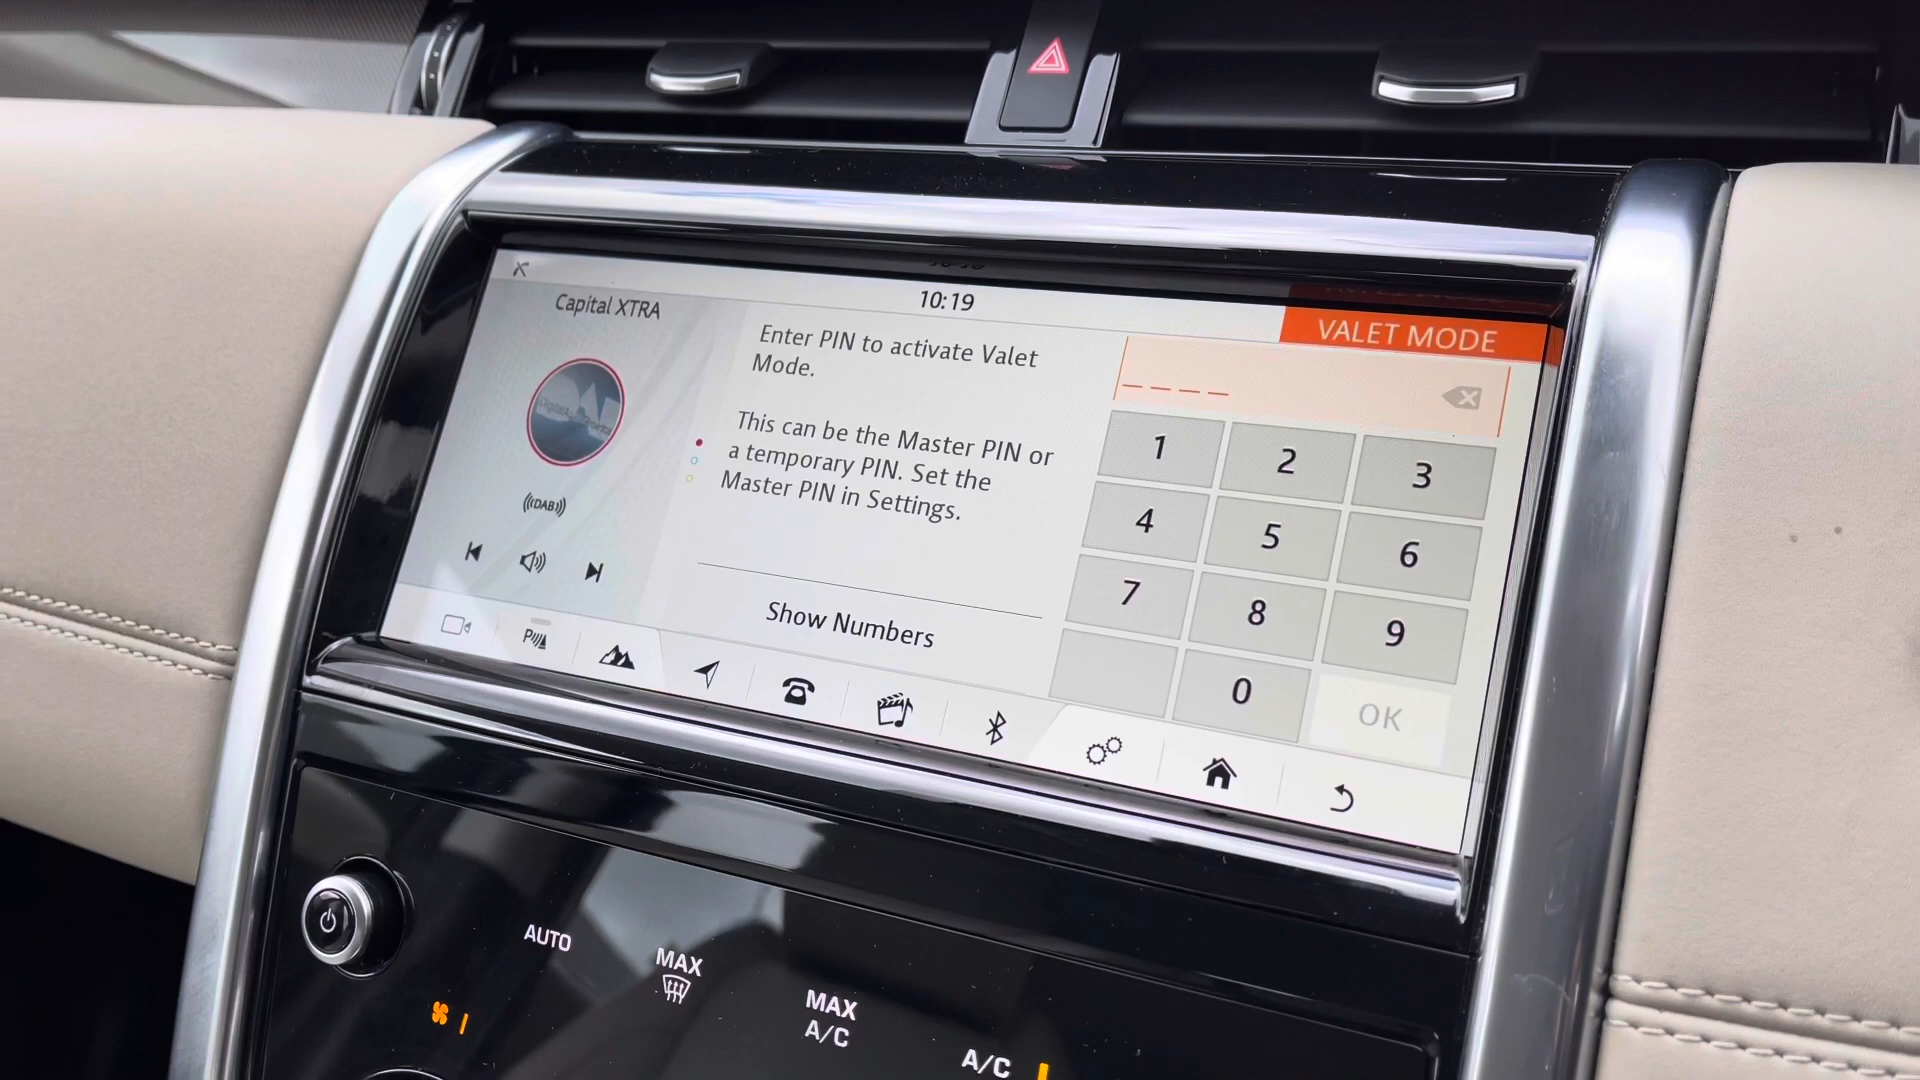 10:19
Capital XTRA
VALET MODE
Enter PIN to activate Valet
Mode.
This can be the Master PIN or
a temporary PIN. Set the
Master PIN in Settings.
Show Numbers
1 2 3
4 5 6
7 8 9
0 OK
((DAB))
P
AUTO
MAX
MAX
A/C
A/C